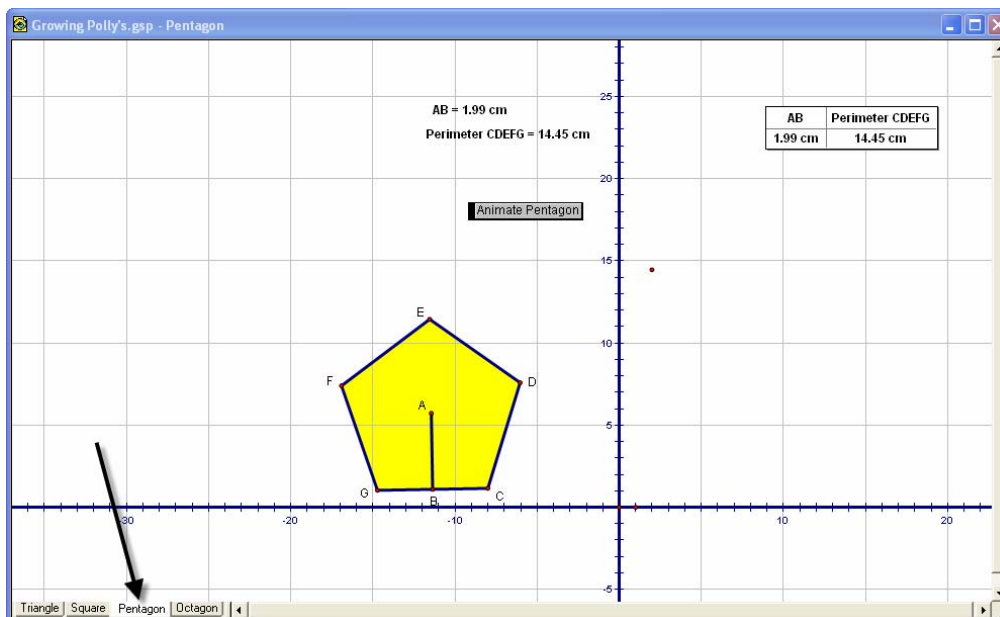 Growing Polly's.gsp - Pentagon
AB = 1.99 cm
Perimeter CDEFG = 14.45 cm
AB Perimeter CDEFG
1.99 cm 14.45 cm
Animate Pentagon
25
20
15
10
5
-5
-30 -20 -10 10 20
E
F D
A
G B C
Triangle Square Pentagon Octagon